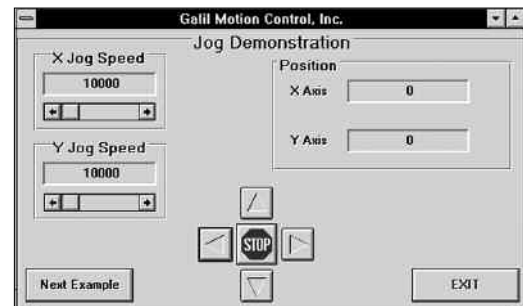 Galil Motion Control, Inc.
Jog Demonstration
X Jog Speed
10000
Y Jog Speed
10000
Position
X Axis 0
Y Axis 0
STOP
Next Example
EXIT